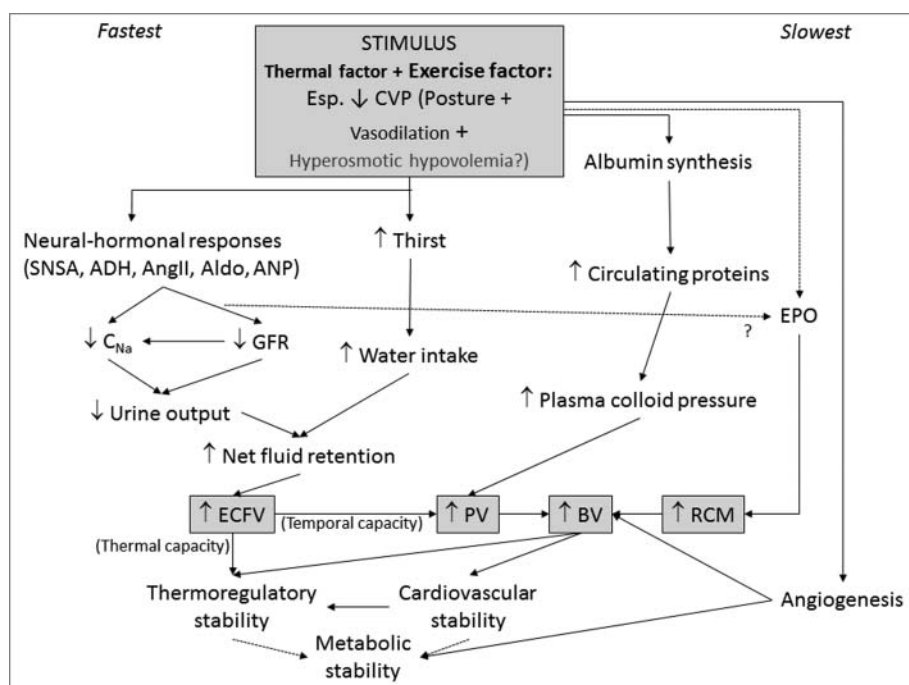 Fastest
Slowest
STIMULUS
Thermal factor + Exercise factor:
Esp. ↓ CVP (Posture +
Vasodilation +
Hyperosmotic hypovolemia?)
Albumin synthesis
Neural-hormonal responses
(SNSA, ADH, AngII, Aldo, ANP)
↑ Thirst
↑ Circulating proteins
EPO
?
↓ C_Na
↓ GFR
↑ Water intake
↑ Plasma colloid pressure
↓ Urine output
↑ Net fluid retention
↑ ECFV
(Temporal capacity)
↑ PV
↑ BV
↑ RCM
(Thermal capacity)
Thermoregulatory
stability
Cardiovascular
stability
Angiogenesis
Metabolic
stability